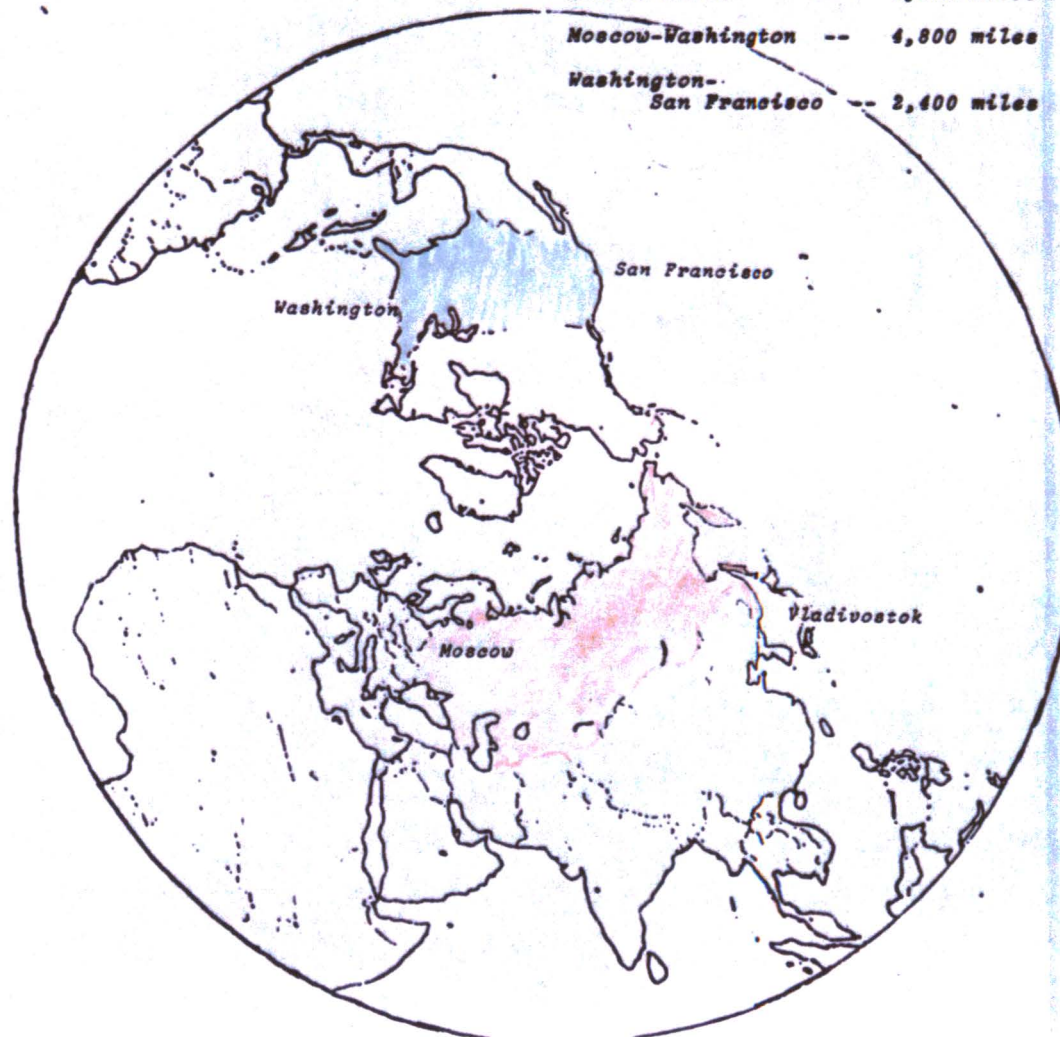 Moscow-Washington -- 4,800 miles
Washington-
San Francisco -- 2,400 miles
San Francisco
Washington
Vladivostok
Moscow